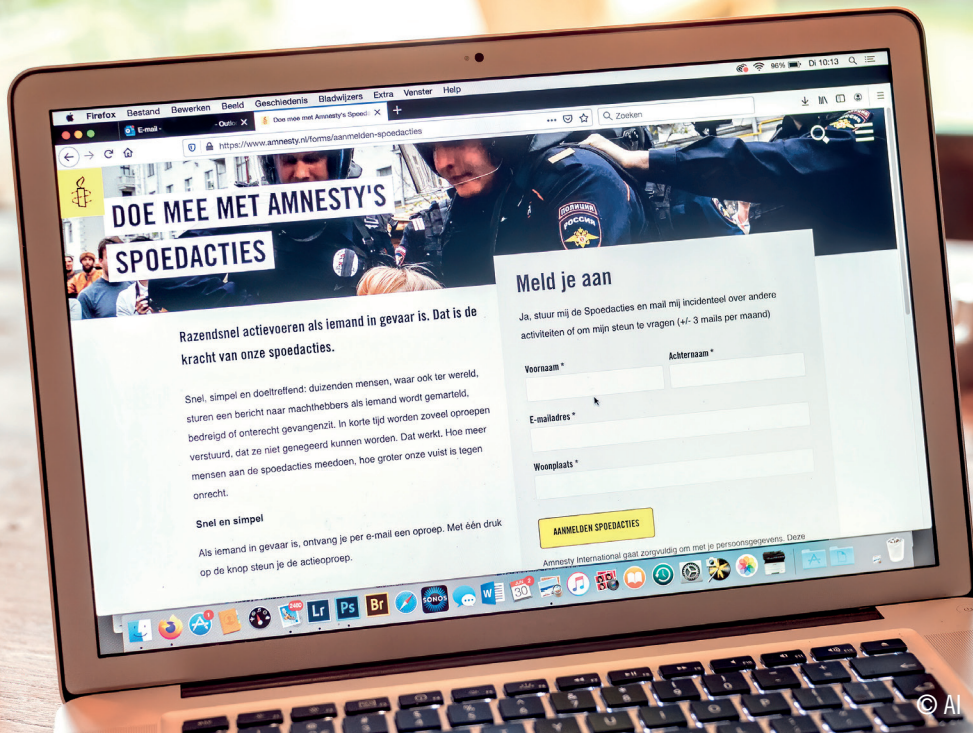 Firefox Bestand Bewerken Beeld Geschiedenis Bladwijzers Extra Venster Help
96% Di 10:13
E-mail - - Outlo
Doe mee met Amnesty's Speed
https://www.amnesty.nl/forms/aanmelden-spoedacties
Zoeken
DOE MEE MET AMNESTY'S
SPOEDACTIES
ПОЛИЦИЯ
РОССИЯ
Razendsnel actievoeren als iemand in gevaar is. Dat is de
kracht van onze spoedacties.
Snel, simpel en doeltreffend: duizenden mensen, waar ook ter wereld,
sturen een bericht naar machthebbers als iemand wordt gemarteld,
bedreigd of onterecht gevangenzit. In korte tijd worden zoveel oproepen
verstuurd, dat ze niet genegeerd kunnen worden. Dat werkt. Hoe meer
mensen aan de spoedacties meedoen, hoe groter onze vuist is tegen
onrecht.
Snel en simpel
Als iemand in gevaar is, ontvang je per e-mail een oproep. Met één druk
op de knop steun je de actieoproep.
Meld je aan
Ja, stuur mij de Spoedacties en mail mij incidenteel over andere
activiteiten of om mijn steun te vragen (+/- 3 mails per maand)
Voornaam *
Achternaam *
E-mailadres *
Woonplaats *
AANMELDEN SPOEDACTIES
Amnesty International gaat zorgvuldig om met je persoonsgegevens. Deze
1
2460
Lr
Ps
Br
SONOS
W
30
2
© AI